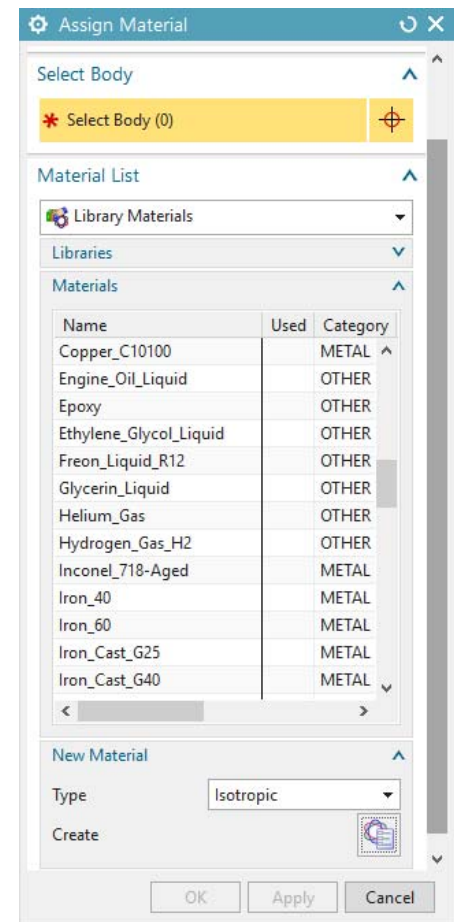 Assign Material
Select Body
* Select Body (0)
Material List
Library Materials
Libraries
Materials
Name Used Category
Copper_C10100 METAL
Engine_Oil_Liquid OTHER
Epoxy OTHER
Ethylene_Glycol_Liquid OTHER
Freon_Liquid_R12 OTHER
Glycerin_Liquid OTHER
Helium_Gas OTHER
Hydrogen_Gas_H2 OTHER
Inconel_718-Aged METAL
Iron_40 METAL
Iron_60 METAL
Iron_Cast_G25 METAL
Iron_Cast_G40 METAL
New Material
Type Isotropic
Create
OK Apply Cancel